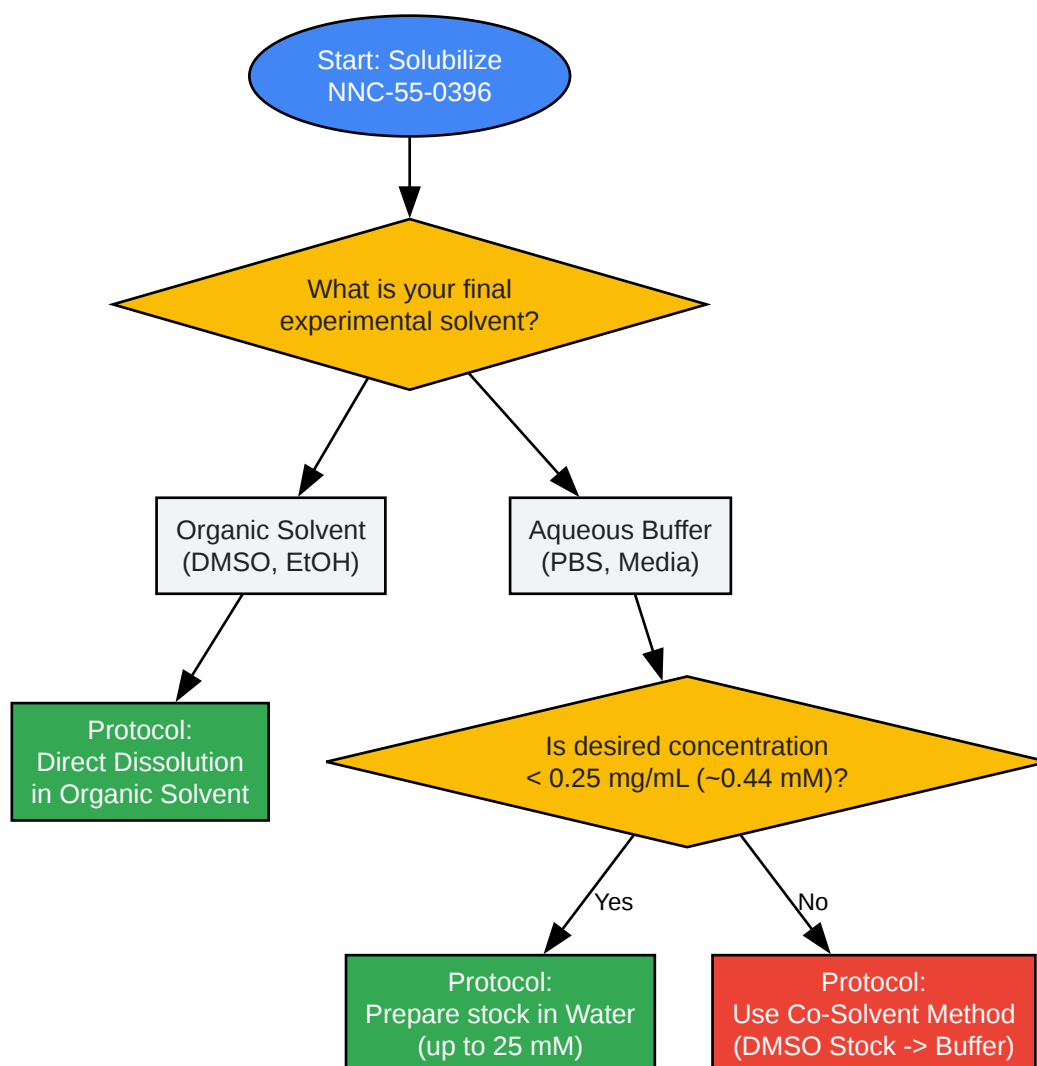 Start: Solubilize
NNC-55-0396
What is your final
experimental solvent?
Organic Solvent
(DMSO, EtOH)
Aqueous Buffer
(PBS, Media)
Protocol:
Direct Dissolution
in Organic Solvent
Is desired concentration
< 0.25 mg/mL (~0.44 mM)?
Yes
No
Protocol:
Prepare stock in Water
(up to 25 mM)
Protocol:
Use Co-Solvent Method
(DMSO Stock -> Buffer)